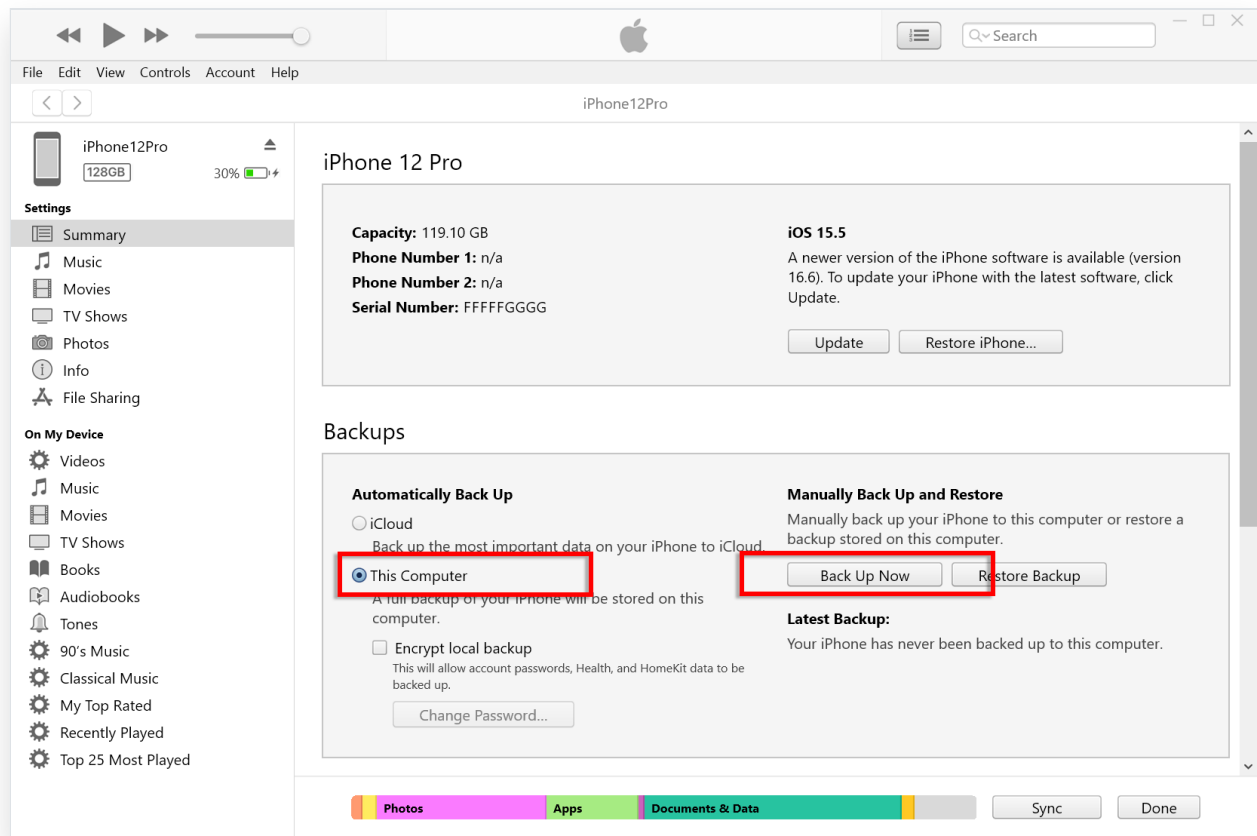 Search
File Edit View Controls Account Help
iPhone12Pro
iPhone12Pro
128GB
30%
Settings
Summary
Music
Movies
TV Shows
Photos
Info
File Sharing
On My Device
Videos
Music
Movies
TV Shows
Books
Audiobooks
Tones
90's Music
Classical Music
My Top Rated
Recently Played
Top 25 Most Played
iPhone 12 Pro
Capacity: 119.10 GB
Phone Number 1: n/a
Phone Number 2: n/a
Serial Number: FFFFFGGGG
iOS 15.5
A newer version of the iPhone software is available (version
16.6). To update your iPhone with the latest software, click
Update.
Update
Restore iPhone...
Backups
Automatically Back Up
iCloud
Back up the most important data on your iPhone to iCloud.
This Computer
A full backup of your iPhone will be stored on this
computer.
Encrypt local backup
This will allow account passwords, Health, and HomeKit data to be
backed up.
Change Password...
Manually Back Up and Restore
Manually back up your iPhone to this computer or restore a
backup stored on this computer.
Back Up Now
Restore Backup
Latest Backup:
Your iPhone has never been backed up to this computer.
Photos
Apps
Documents & Data
Sync
Done